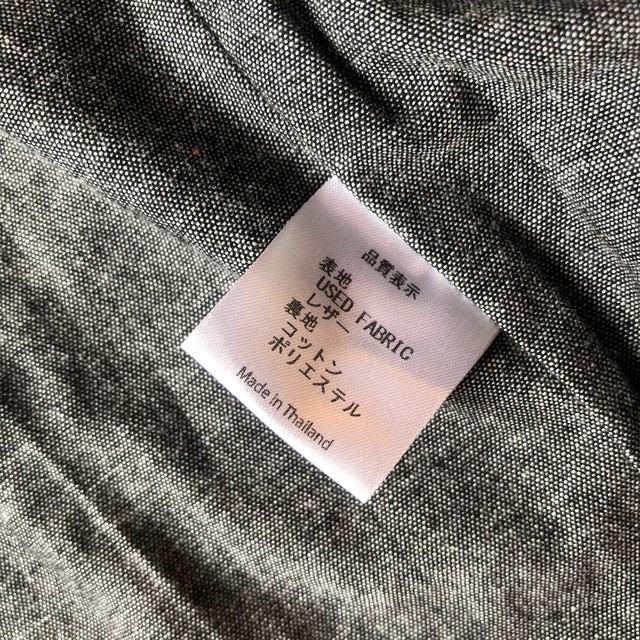 品質表示
表地
USED FABRIC
レザー
裏地
コットン
ポリエステル
Made in Thailand